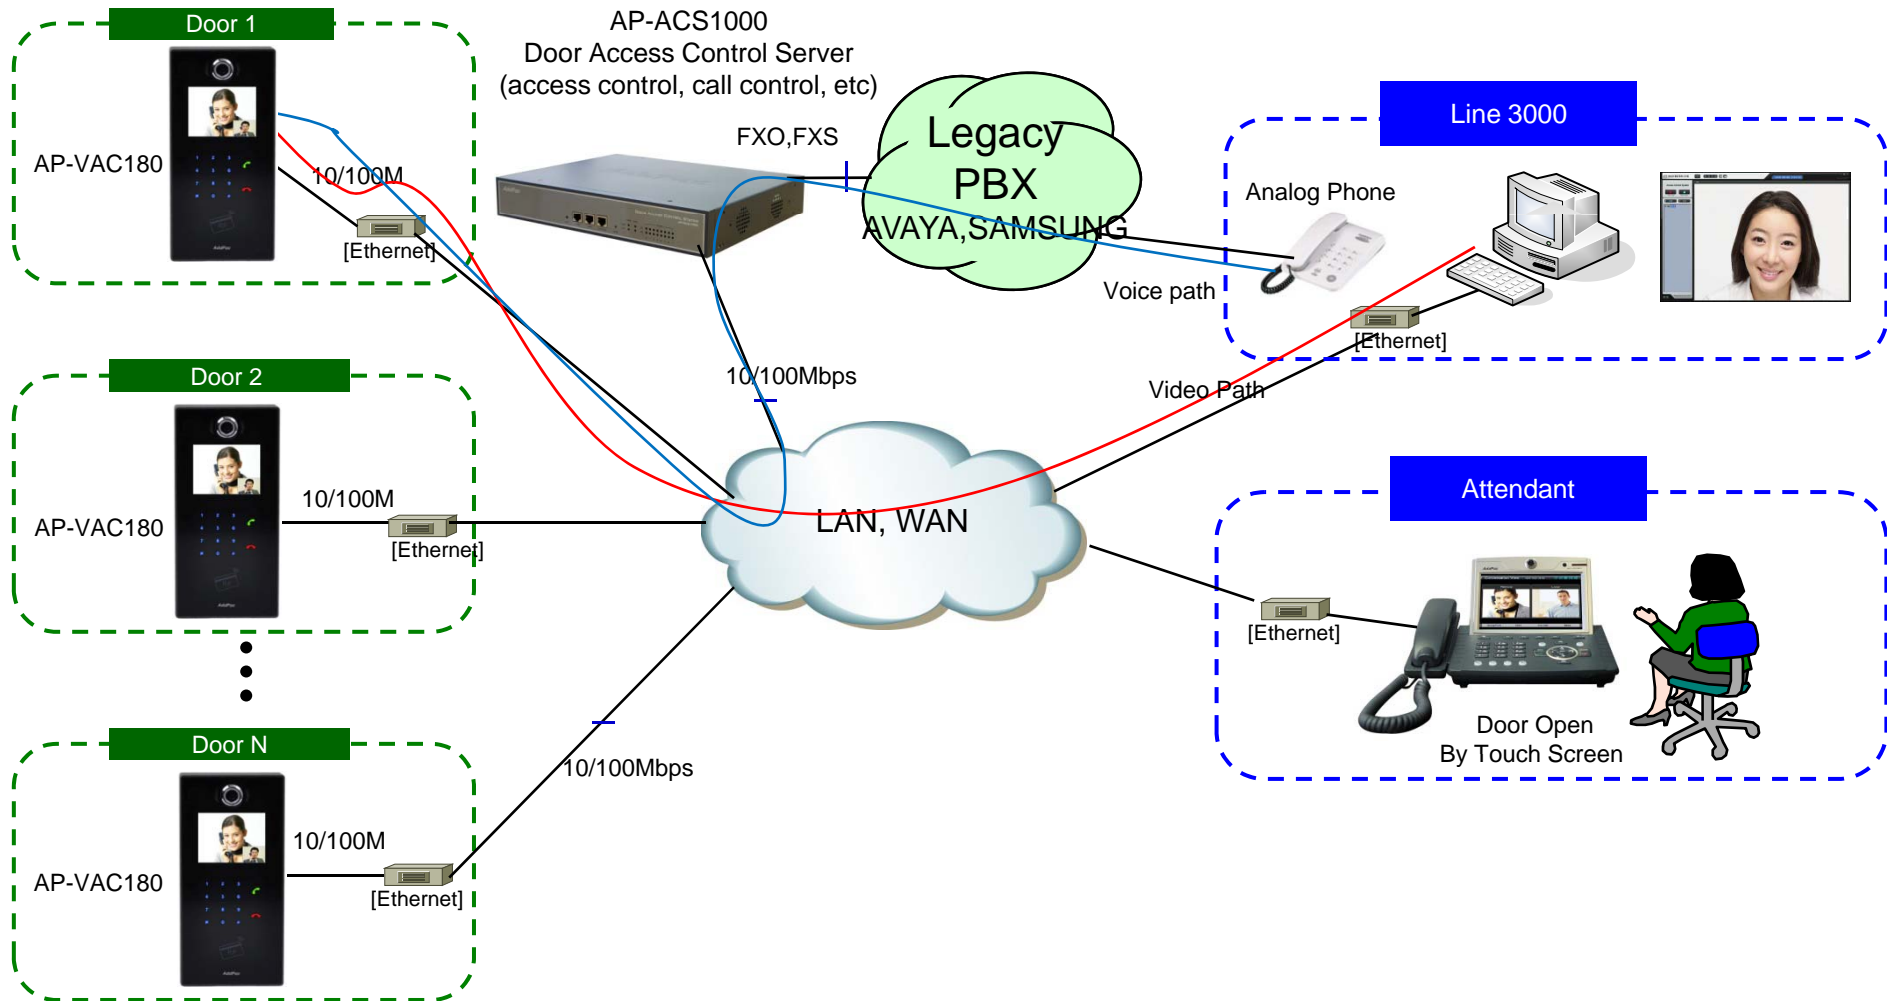 Door 1
AP-VAC180
10/100M
[Ethernet]
AP-ACS1000
Door Access Control Server
(access control, call control, etc)
FXO,FXS
Legacy
PBX
AVAYA,SAMSUNG
Line 3000
Analog Phone
Voice path
[Ethernet]
10/100Mbps
Video Path
Door 2
AP-VAC180
10/100M
[Ethernet]
LAN, WAN
Attendant
[Ethernet]
Door Open
By Touch Screen
Door N
10/100Mbps
AP-VAC180
10/100M
[Ethernet]